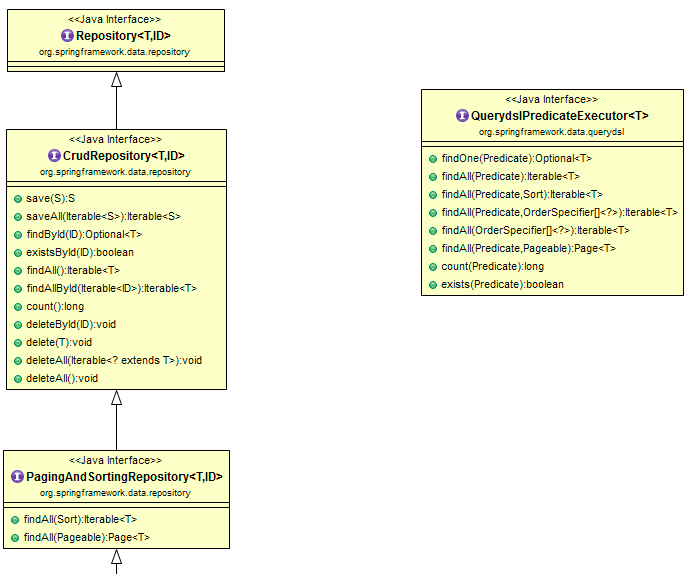 <<Java Interface>>
Repository<T,ID>
org.springframework.data.repository
<<Java Interface>>
CrudRepository<T,ID>
org.springframework.data.repository
save(S):S
saveAll(Iterable<S>):Iterable<S>
findById(ID):Optional<T>
existsById(ID):boolean
findAll():Iterable<T>
findAllById(Iterable<ID>):Iterable<T>
count():long
deleteById(ID):void
delete(T):void
deleteAll(Iterable<? extends T>):void
deleteAll():void
<<Java Interface>>
PagingAndSortingRepository<T,ID>
org.springframework.data.repository
findAll(Sort):Iterable<T>
findAll(Pageable):Page<T>
<<Java Interface>>
QuerydslPredicateExecutor<T>
org.springframework.data.querydsl
findOne(Predicate):Optional<T>
findAll(Predicate):Iterable<T>
findAll(Predicate,Sort):Iterable<T>
findAll(Predicate,OrderSpecifier[]<?>):Iterable<T>
findAll(OrderSpecifier[]<?>):Iterable<T>
findAll(Predicate,Pageable):Page<T>
count(Predicate):long
exists(Predicate):boolean